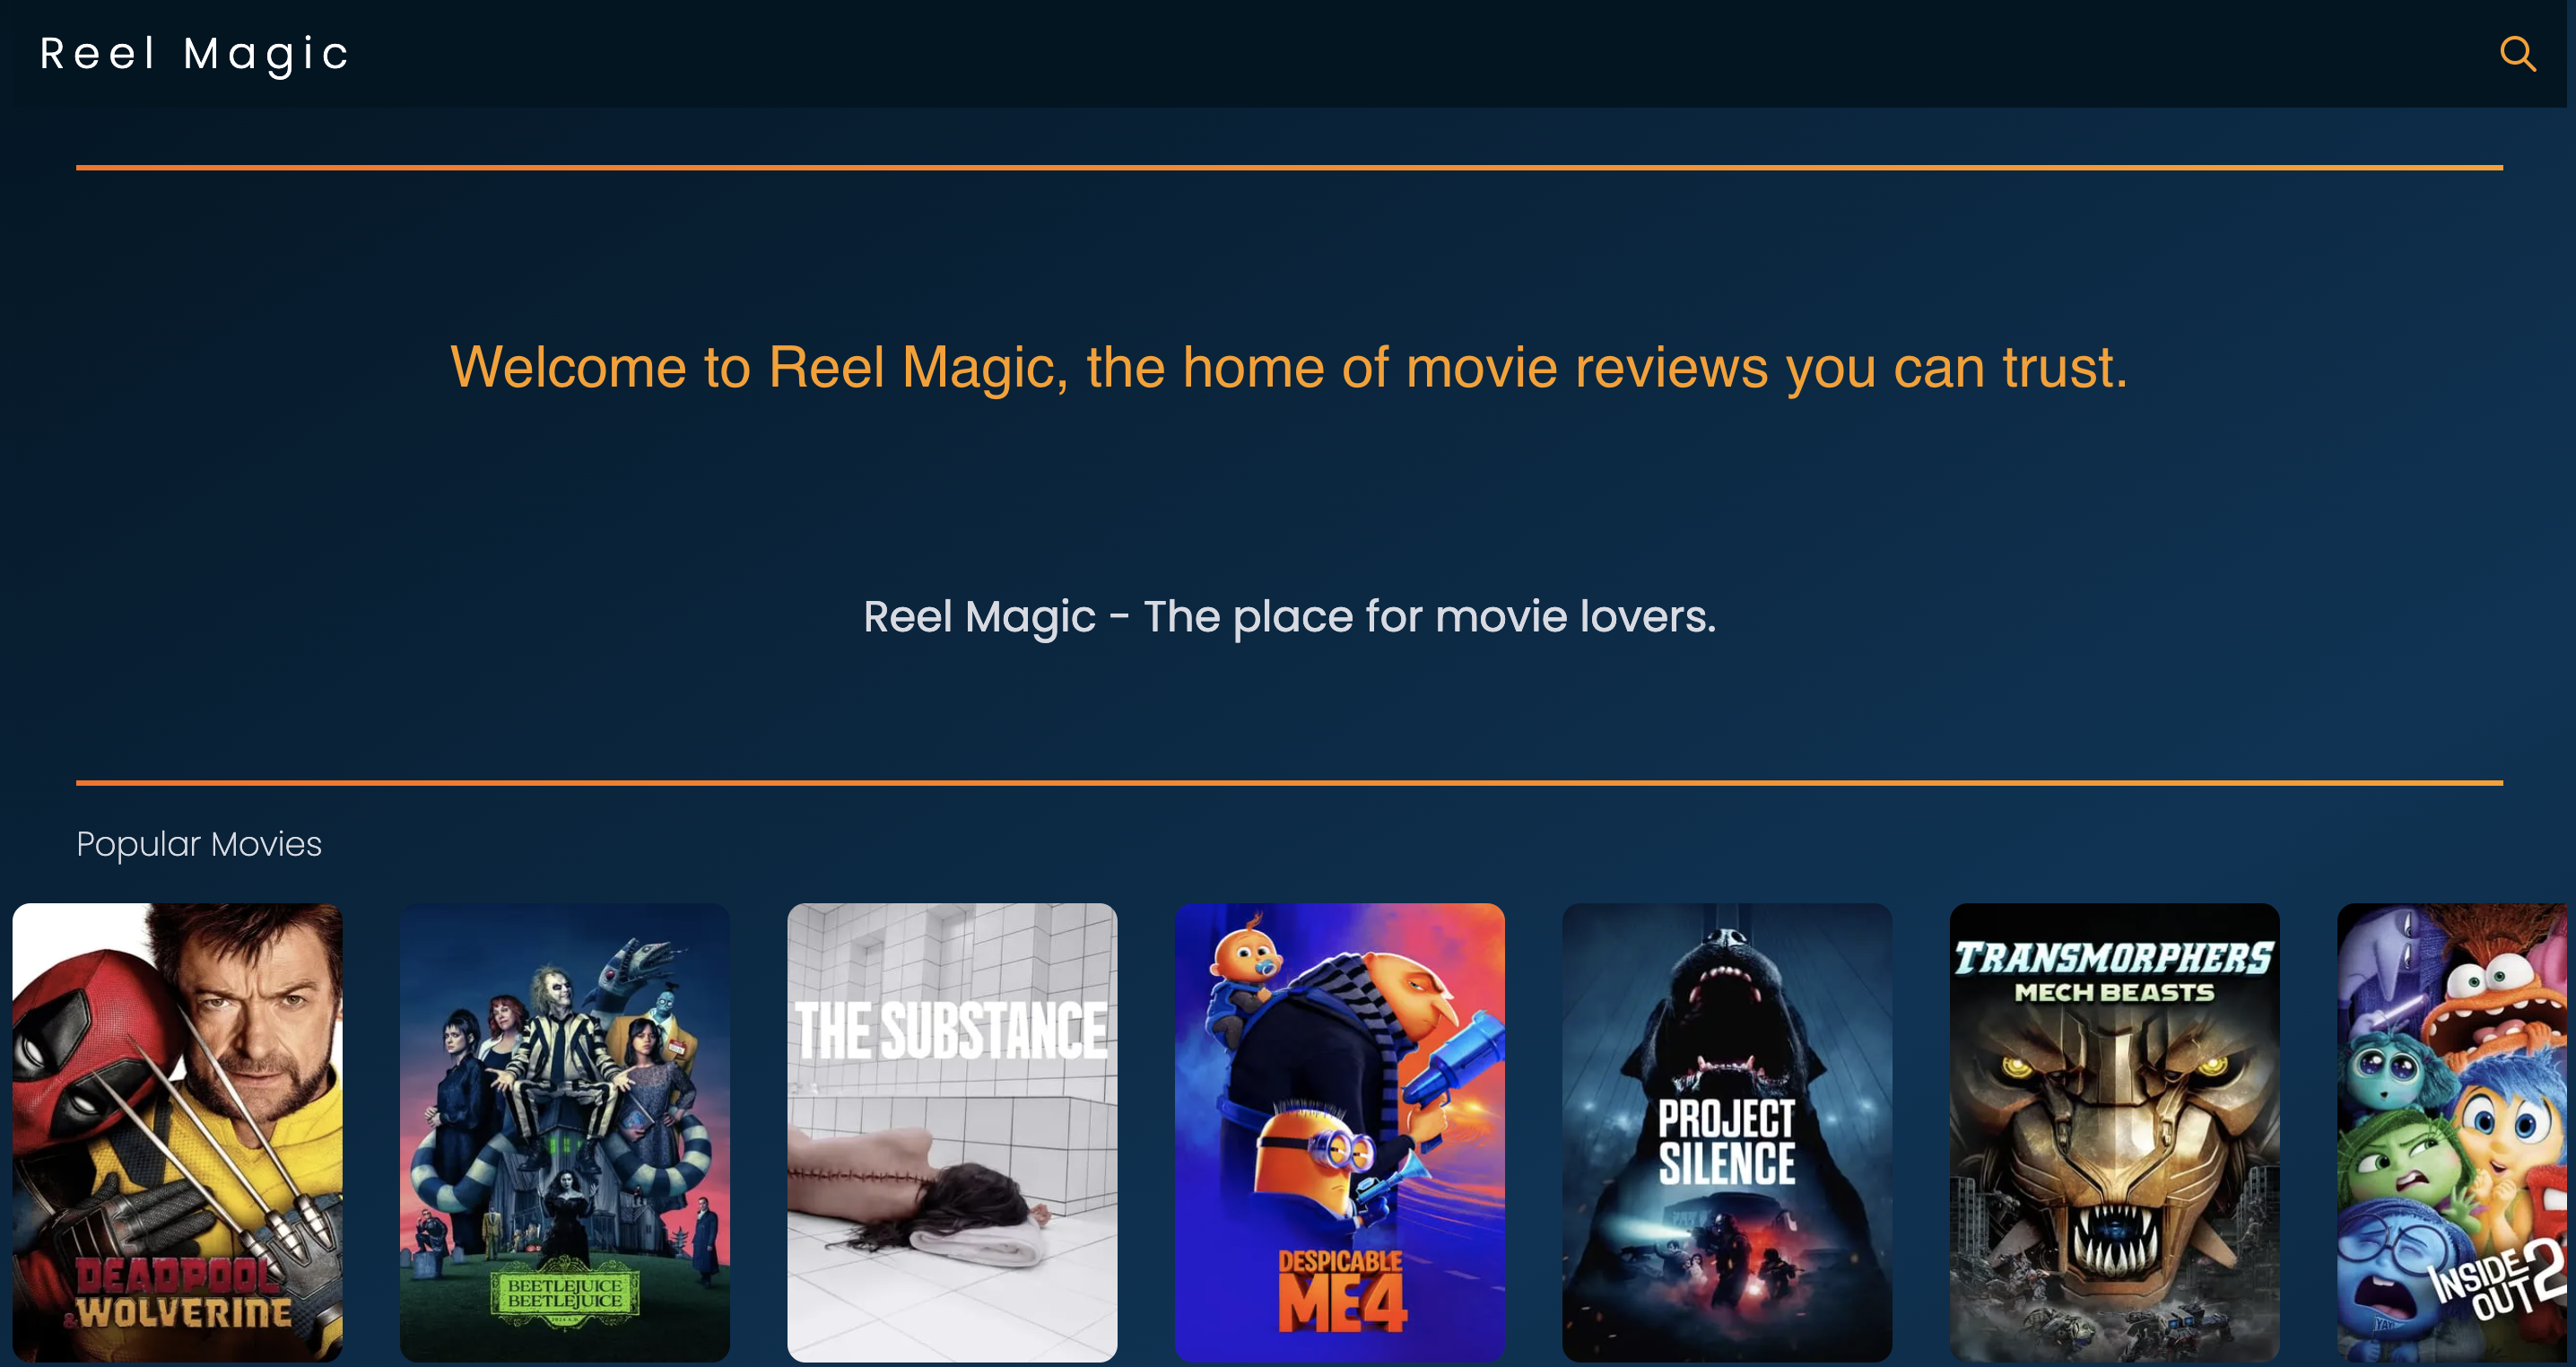 Reel Magic
Welcome to Reel Magic, the home of movie reviews you can trust.
Reel Magic - The place for movie lovers.
Popular Movies
DEADPOOL
& WOLVERINE
BEETLEJUICE
BEETLEJUICE
THE SUBSTANCE
DESPICABLE
ME4
PROJECT
SILENCE
TRANSMORPHERS
MECH BEASTS
INSIDE
OUT 2